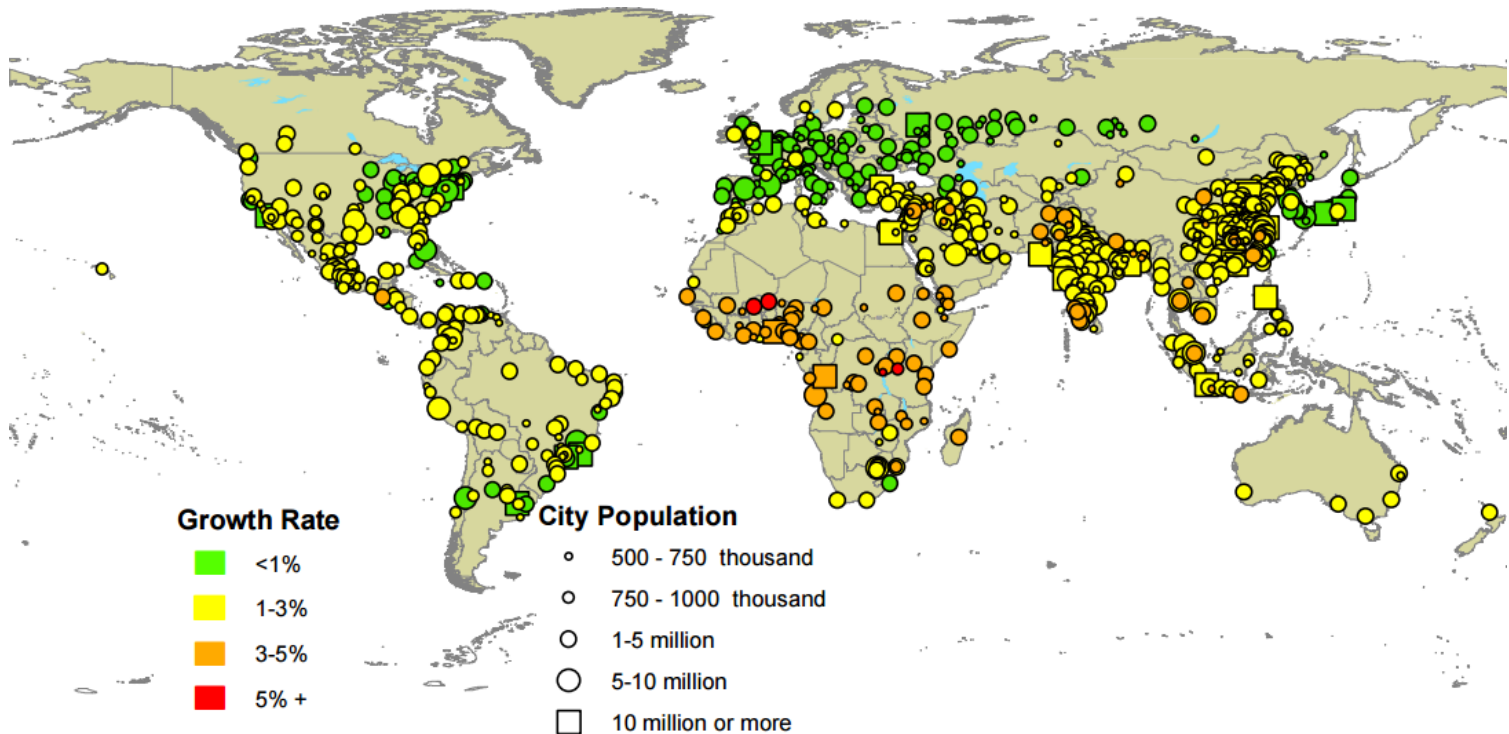 Growth Rate
<1%
1-3%
3-5%
5% +
City Population
500 - 750 thousand
750 - 1000 thousand
1-5 million
5-10 million
10 million or more